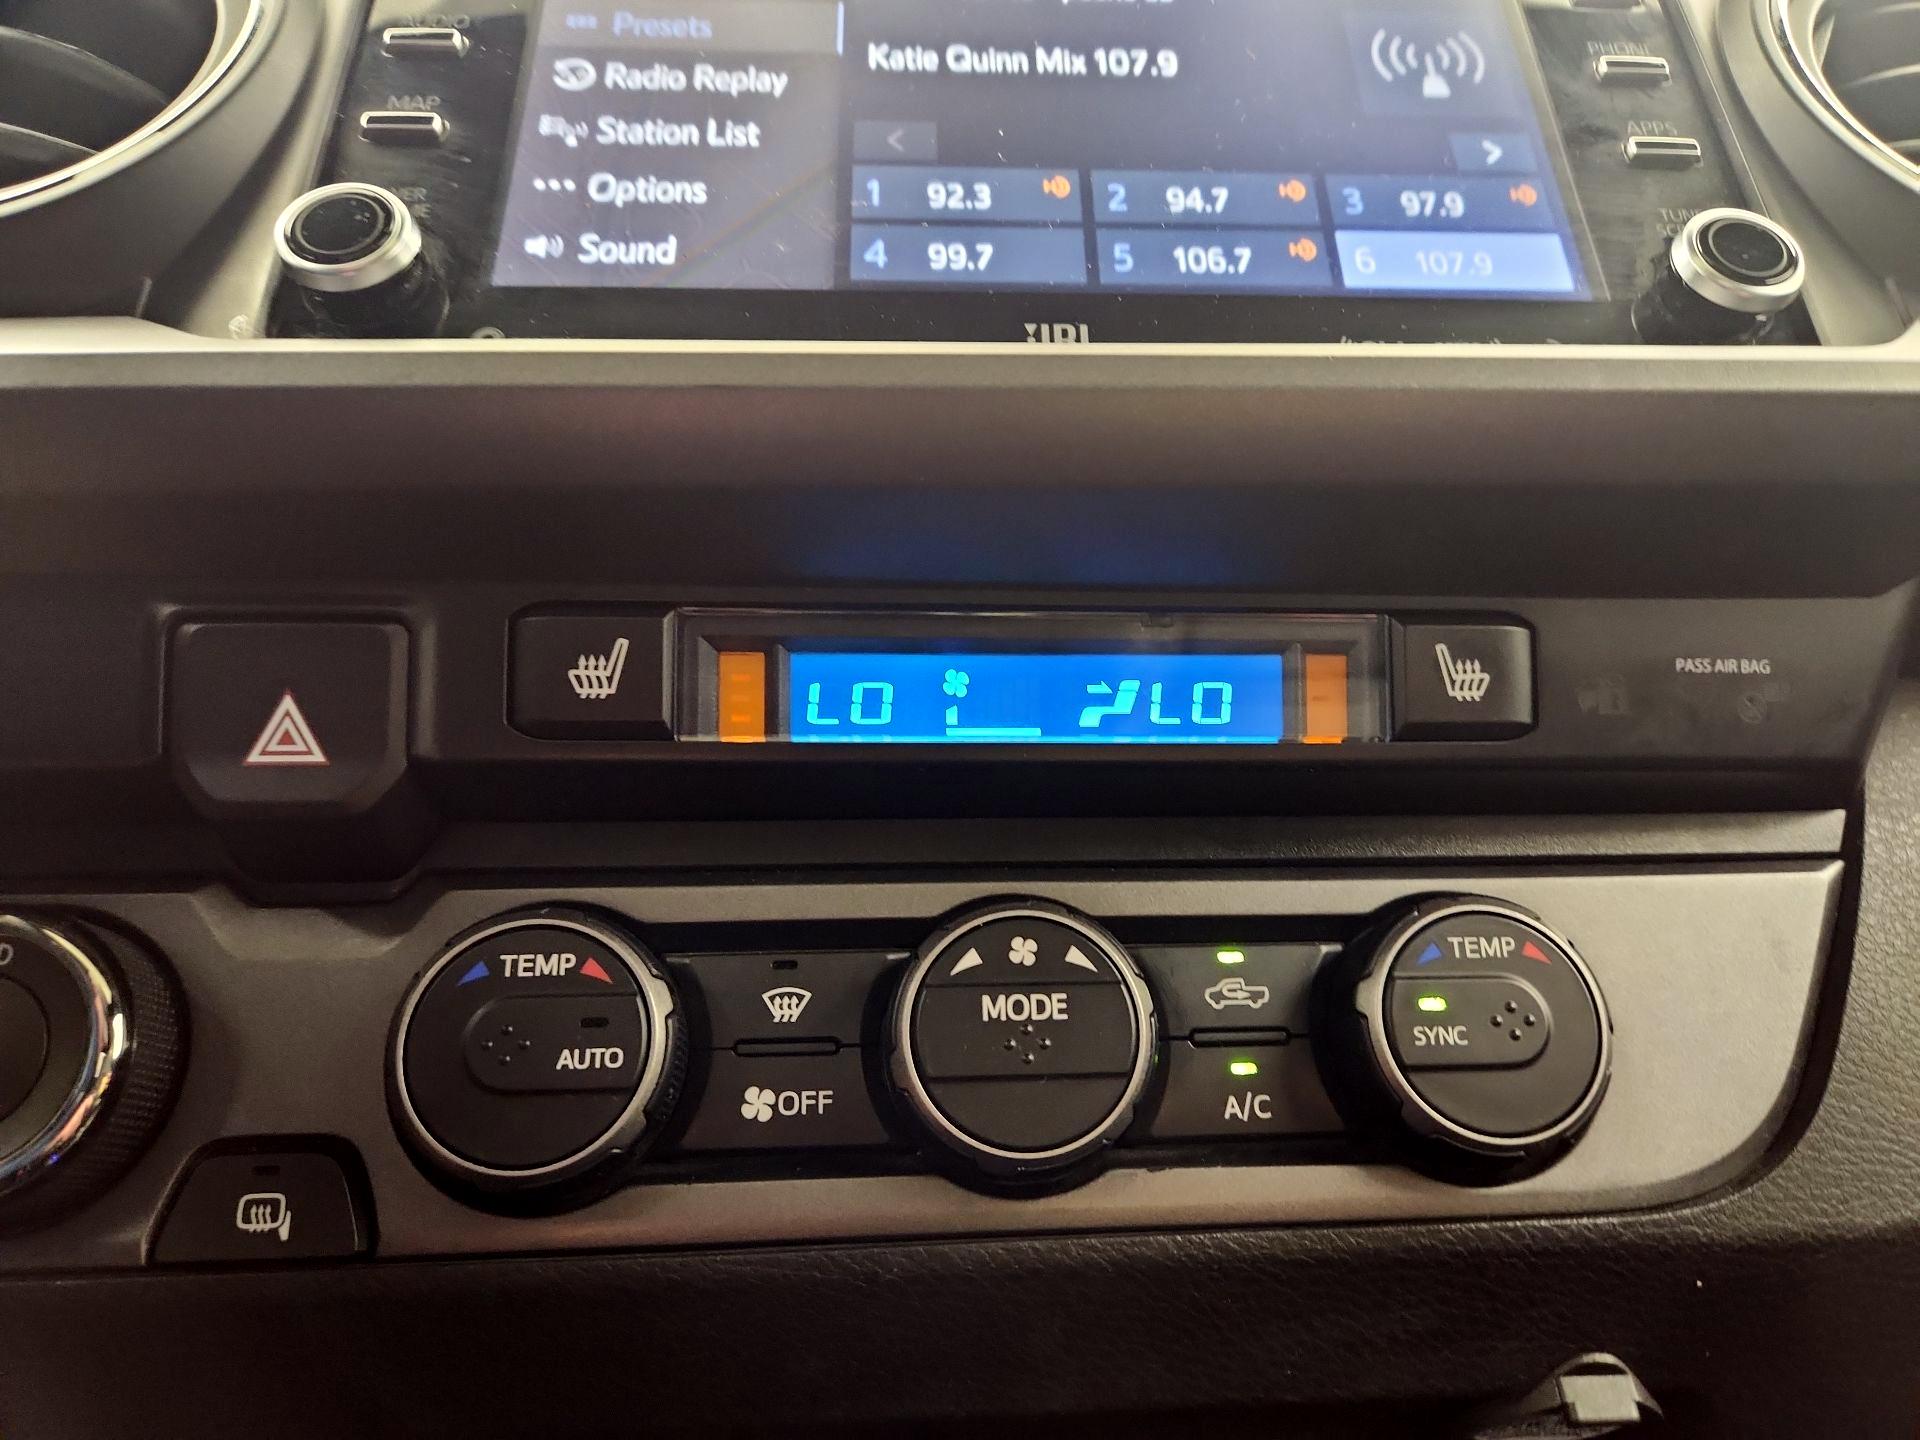 AUDIO
Presets
Radio Replay
Station List
Options
Sound
Katie Quinn Mix 107.9
<
>
1 92.3
2 94.7
3 97.9
4 99.7
5 106.7
6 107.9
MAP
PHONE
APPS
JBL
LO
LO
PASS AIR BAG
TEMP
AUTO
OFF
MODE
A/C
TEMP
SYNC